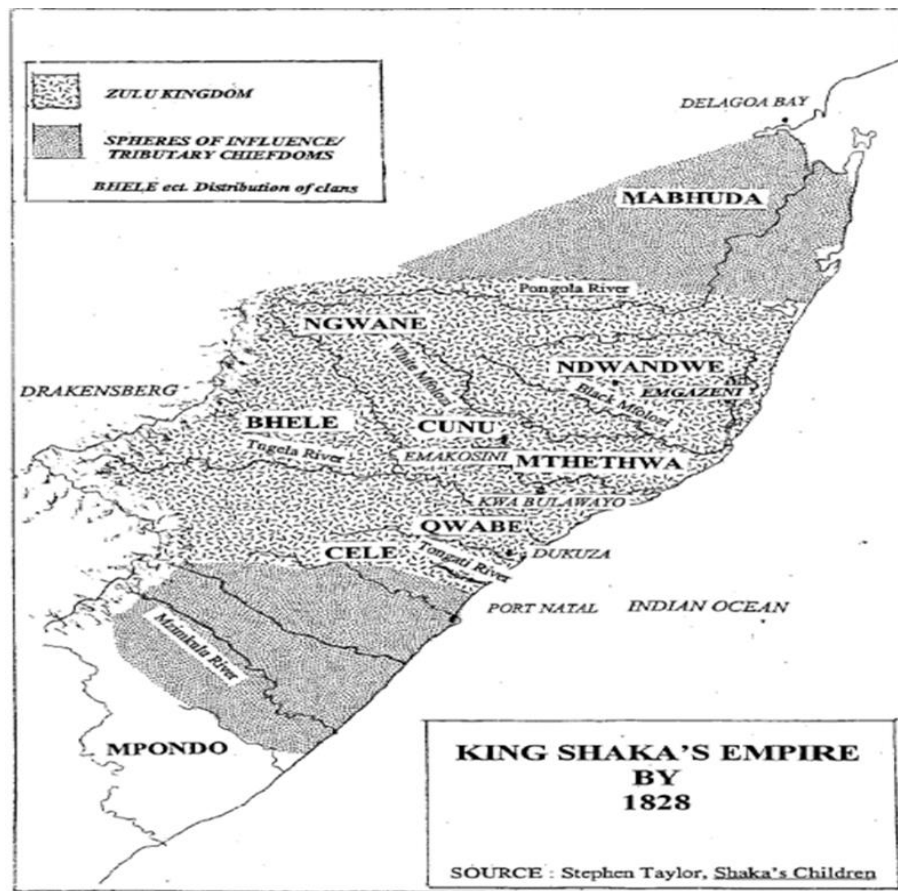 ZULU KINGDOM
SPHERES OF INFLUENCE/
TRIBUTARY CHIEFDOMS
BHELE ect. Distribution of clans
DELAGOA BAY
MABHUDA
Pongola River
NGWANE
White Mfolozi
NDWANDWE
Black Mfolozi
EMGAZENI
DRAKENSBERG
BHELE
CUNU
Tugela River
EMAKOSINI
MTHETHWA
KWA BULAWAYO
QWABE
DUKUZA
CELE
Tongati River
PORT NATAL
INDIAN OCEAN
Mzimkula River
MPONDO
KING SHAKA'S EMPIRE
BY
1828
SOURCE : Stephen Taylor, Shaka's Children